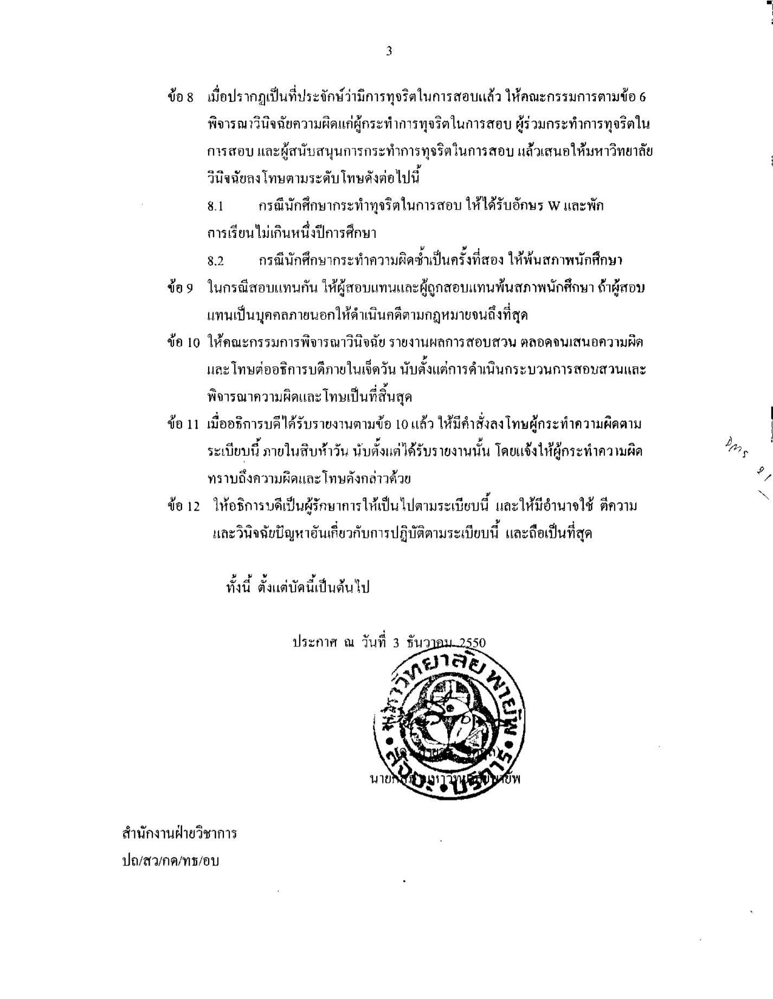 3
ข้อ 8 เมื่อปรากฏเป็นที่ประจักษ์ว่ามีการทุจริตในการสอบแล้ว ให้คณะกรรมการตามข้อ 6
พิจารณาวินิจฉัยความผิดแก่ผู้กระทำการทุจริตในการสอบ ผู้ร่วมกระทำการทุจริตใน
การสอบ และผู้สนับสนุนการกระทำการทุจริตในการสอบ แล้วเสนอให้มหาวิทยาลัย
วินิจฉัยลงโทษตามระดับโทษดังต่อไปนี้
8.1 กรณีนักศึกษากระทำทุจริตในการสอบ ให้ได้รับอักษร W และพัก
การเรียนไม่เกินหนึ่งปีการศึกษา
8.2 กรณีนักศึกษากระทำความผิดซ้ำเป็นครั้งที่สอง ให้พ้นสภาพนักศึกษา
ข้อ 9 ในกรณีสอบแทนกัน ให้ผู้สอบแทนและผู้ถูกสอบแทนพ้นสภาพนักศึกษา ถ้าผู้สอบ
แทนเป็นบุคคลภายนอกให้ดำเนินคดีตามกฎหมายจนถึงที่สุด
ข้อ 10 ให้คณะกรรมการพิจารณาวินิจฉัย รายงานผลการสอบสวน ตลอดจนเสนอความผิด
และโทษต่ออธิการบดีภายในเจ็ดวัน นับตั้งแต่การดำเนินกระบวนการสอบสวนและ
พิจารณาความผิดและโทษเป็นที่สิ้นสุด
ข้อ 11 เมื่ออธิการบดีได้รับรายงานตามข้อ 10 แล้ว ให้มีคำสั่งลงโทษผู้กระทำความผิดตาม
ระเบียบนี้ ภายในสิบห้าวัน นับตั้งแต่ได้รับรายงานนั้น โดยแจ้งให้ผู้กระทำความผิด
ทราบถึงความผิดและโทษดังกล่าวด้วย
ข้อ 12 ให้อธิการบดีเป็นผู้รักษาการให้เป็นไปตามระเบียบนี้ และให้มีอำนาจใช้ ตีความ
และวินิจฉัยปัญหาอันเกี่ยวกับการปฏิบัติตามระเบียบนี้ และถือเป็นที่สุด
ทั้งนี้ ตั้งแต่บัดนี้เป็นต้นไป
ประกาศ ณ วันที่ 3 ธันวาคม 2550
มหาวิทยาลัยพายัพ
สัจจะ • บริการ
นายกสภามหาวิทยาลัยพายัพ
สำนักงานฝ่ายวิชาการ
ปถ/สว/กด/ทธ/อบ